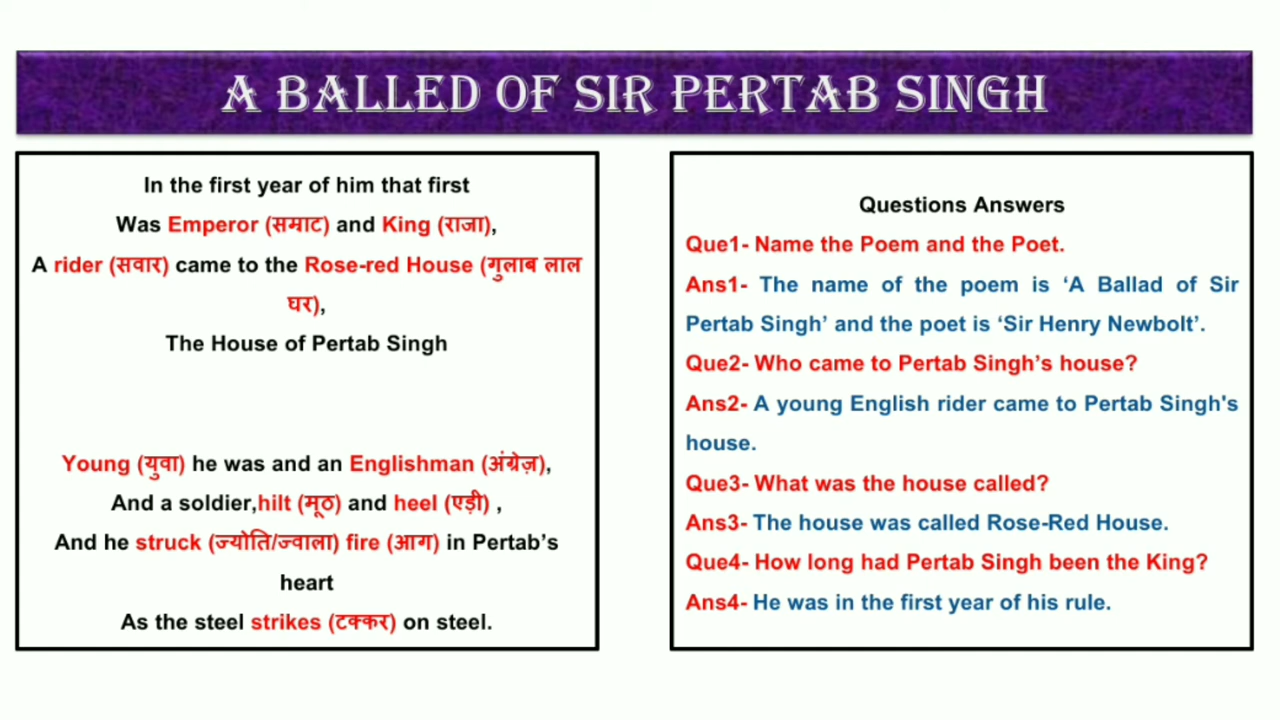 A BALLED OF SIR PERTAB SINGH
In the first year of him that first
Was Emperor (सम्राट) and King (राजा),
A rider (सवार) came to the Rose-red House (गुलाब लाल
घर),
The House of Pertab Singh
Young (युवा) he was and an Englishman (अंग्रेज़),
And a soldier,hilt (मूठ) and heel (एड़ी) ,
And he struck (ज्योति/ज्वाला) fire (आग) in Pertab’s
heart
As the steel strikes (टक्कर) on steel.
Questions Answers
Que1- Name the Poem and the Poet.
Ans1- The name of the poem is ‘A Ballad of Sir
Pertab Singh’ and the poet is ‘Sir Henry Newbolt’.
Que2- Who came to Pertab Singh’s house?
Ans2- A young English rider came to Pertab Singh's
house.
Que3- What was the house called?
Ans3- The house was called Rose-Red House.
Que4- How long had Pertab Singh been the King?
Ans4- He was in the first year of his rule.